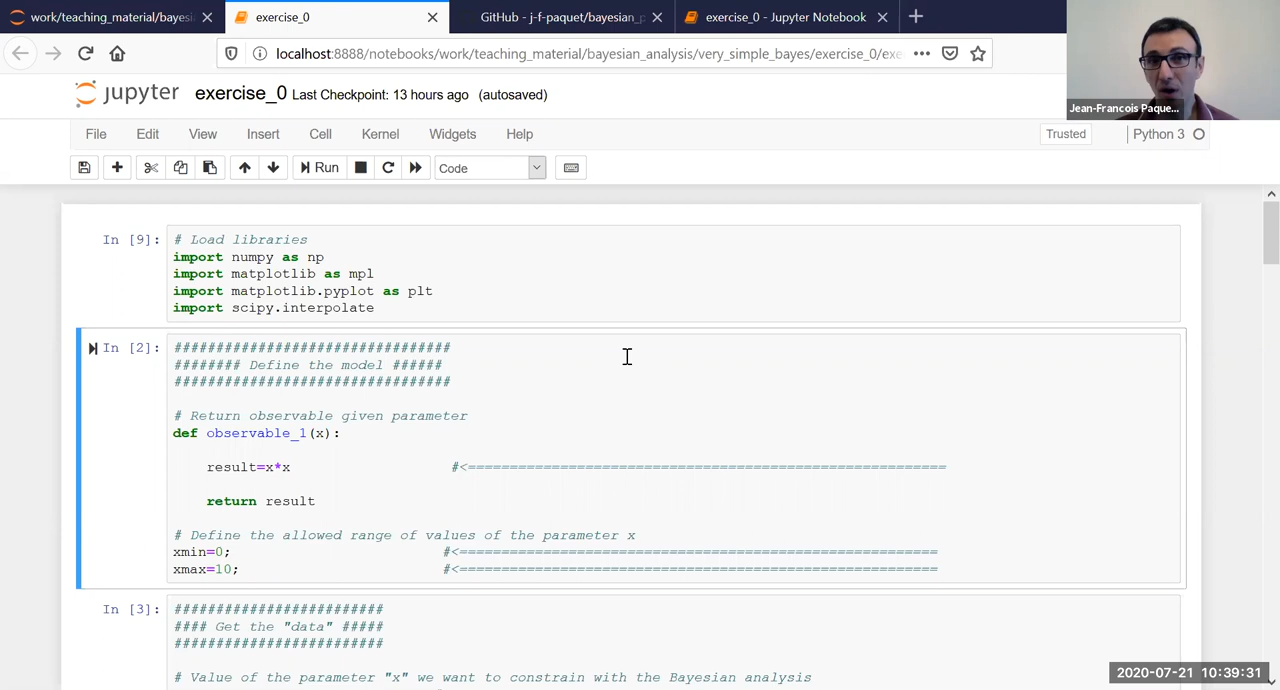 work/teaching_material/bayesi
exercise_0
GitHub - j-f-paquet/bayesian_p
exercise_0 - Jupyter Notebook
localhost:8888/notebooks/work/teaching_material/bayesian_analysis/very_simple_bayes/exercise_0/exe
Jean-Francois Paque...
jupyter exercise_0 Last Checkpoint: 13 hours ago (autosaved)
File Edit View Insert Cell Kernel Widgets Help
Trusted
Python 3
Run
Code
In [9]:
# Load libraries
import numpy as np
import matplotlib as mpl
import matplotlib.pyplot as plt
import scipy.interpolate
In [2]:
#################################
######## Define the model ######
#################################
# Return observable given parameter
def observable_1(x):
result=x*x #<=========================================================
return result
# Define the allowed range of values of the parameter x
xmin=0; #<==========================================================
xmax=10; #<==========================================================
In [3]:
#########################
#### Get the "data" #####
#########################
# Value of the parameter "x" we want to constrain with the Bayesian analysis
2020-07-21 10:39:31